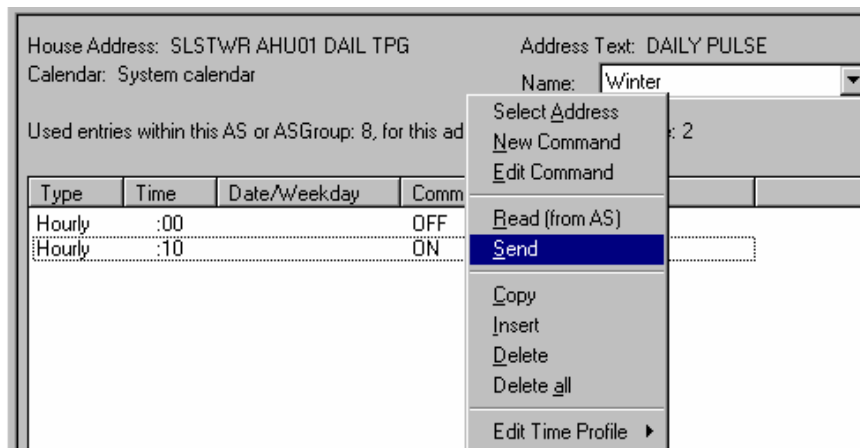 House Address: SLSTWR AHU01 DAIL TPG Address Text: DAILY PULSE
Calendar: System calendar Name: Winter
Select Address
Used entries within this AS or ASGroup: 8, for this ad New Command : 2
Edit Command
Type Time Date/Weekday Comm
Hourly :00 OFF Read (from AS)
Hourly :10 ON Send
Copy
Insert
Delete
Delete all
Edit Time Profile